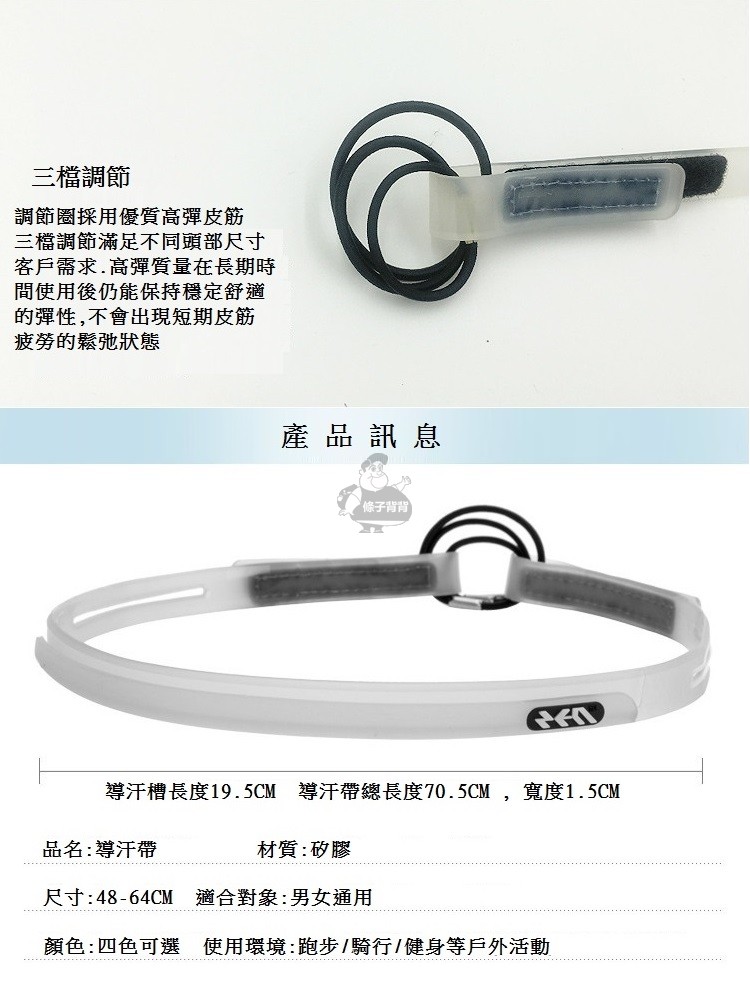 三檔調節
調節圈採用優質高彈皮筋
三檔調節滿足不同頭部尺寸
客戶需求.高彈質量在長期時
間使用後仍能保持穩定舒適
的彈性,不會出現短期皮筋
疲勞的鬆弛狀態
產品訊息
條子背背
導汗槽長度19.5CM 導汗帶總長度70.5CM , 寬度1.5CM
品名:導汗帶 材質:矽膠
尺寸:48-64CM 適合對象:男女通用
顏色:四色可選 使用環境:跑步/騎行/健身等戶外活動